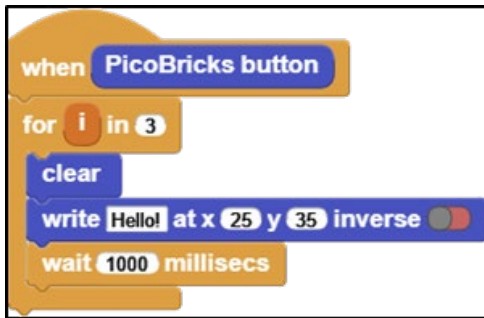 when PicoBricks button
for i in 3
clear
write Hello! at x 25 y 35 inverse
wait 1000 millisecs